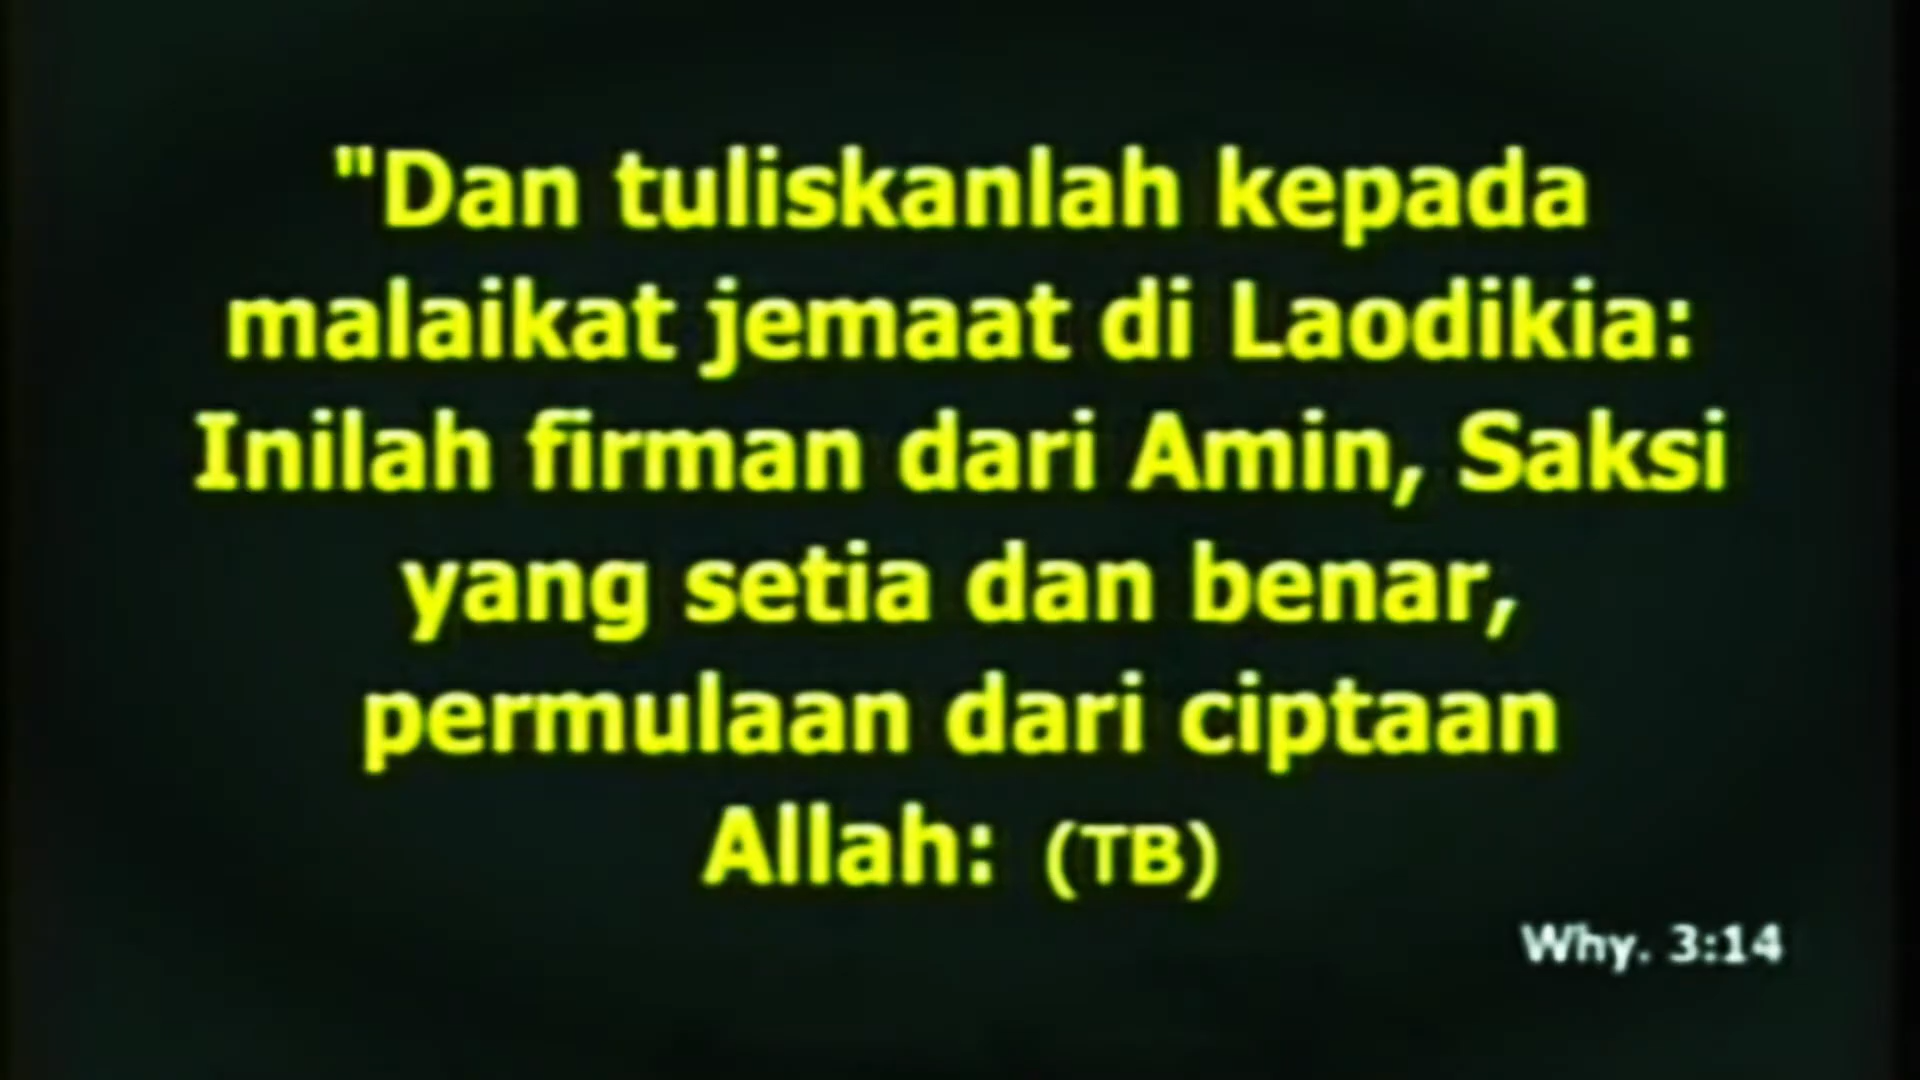 "Dan tuliskanlah kepada
malaikat jemaat di Laodikia:
Inilah firman dari Amin, Saksi
yang setia dan benar,
permulaan dari ciptaan
Allah: (TB)
Why. 3:14